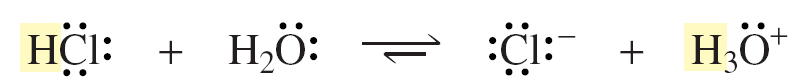 HCl + H₂O ⇌ Cl⁻ + H₃O⁺